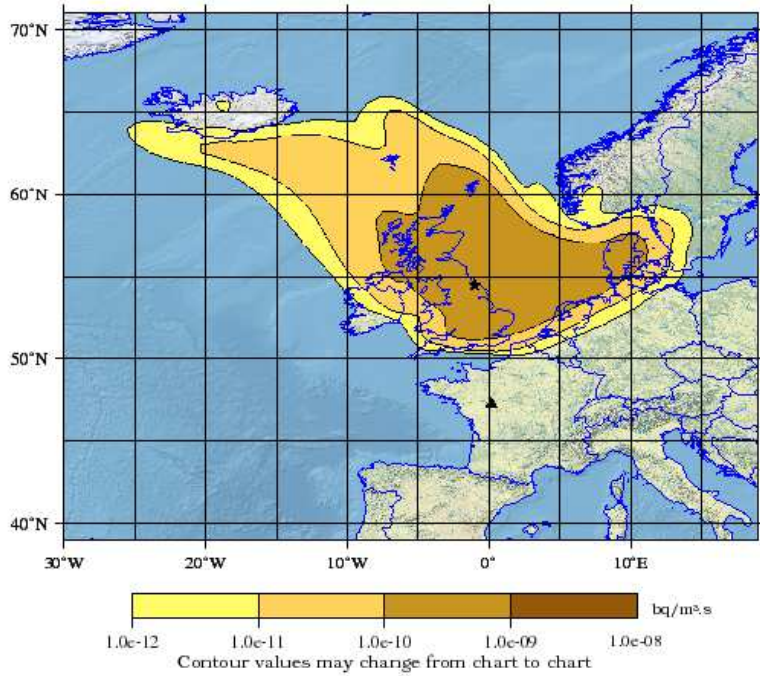 70°N
60°N
50°N
40°N
30°W 20°W 10°W 0° 10°E
bq/m³.s
1.0e-12 1.0e-11 1.0e-10 1.0e-09 1.0e-08
Contour values may change from chart to chart